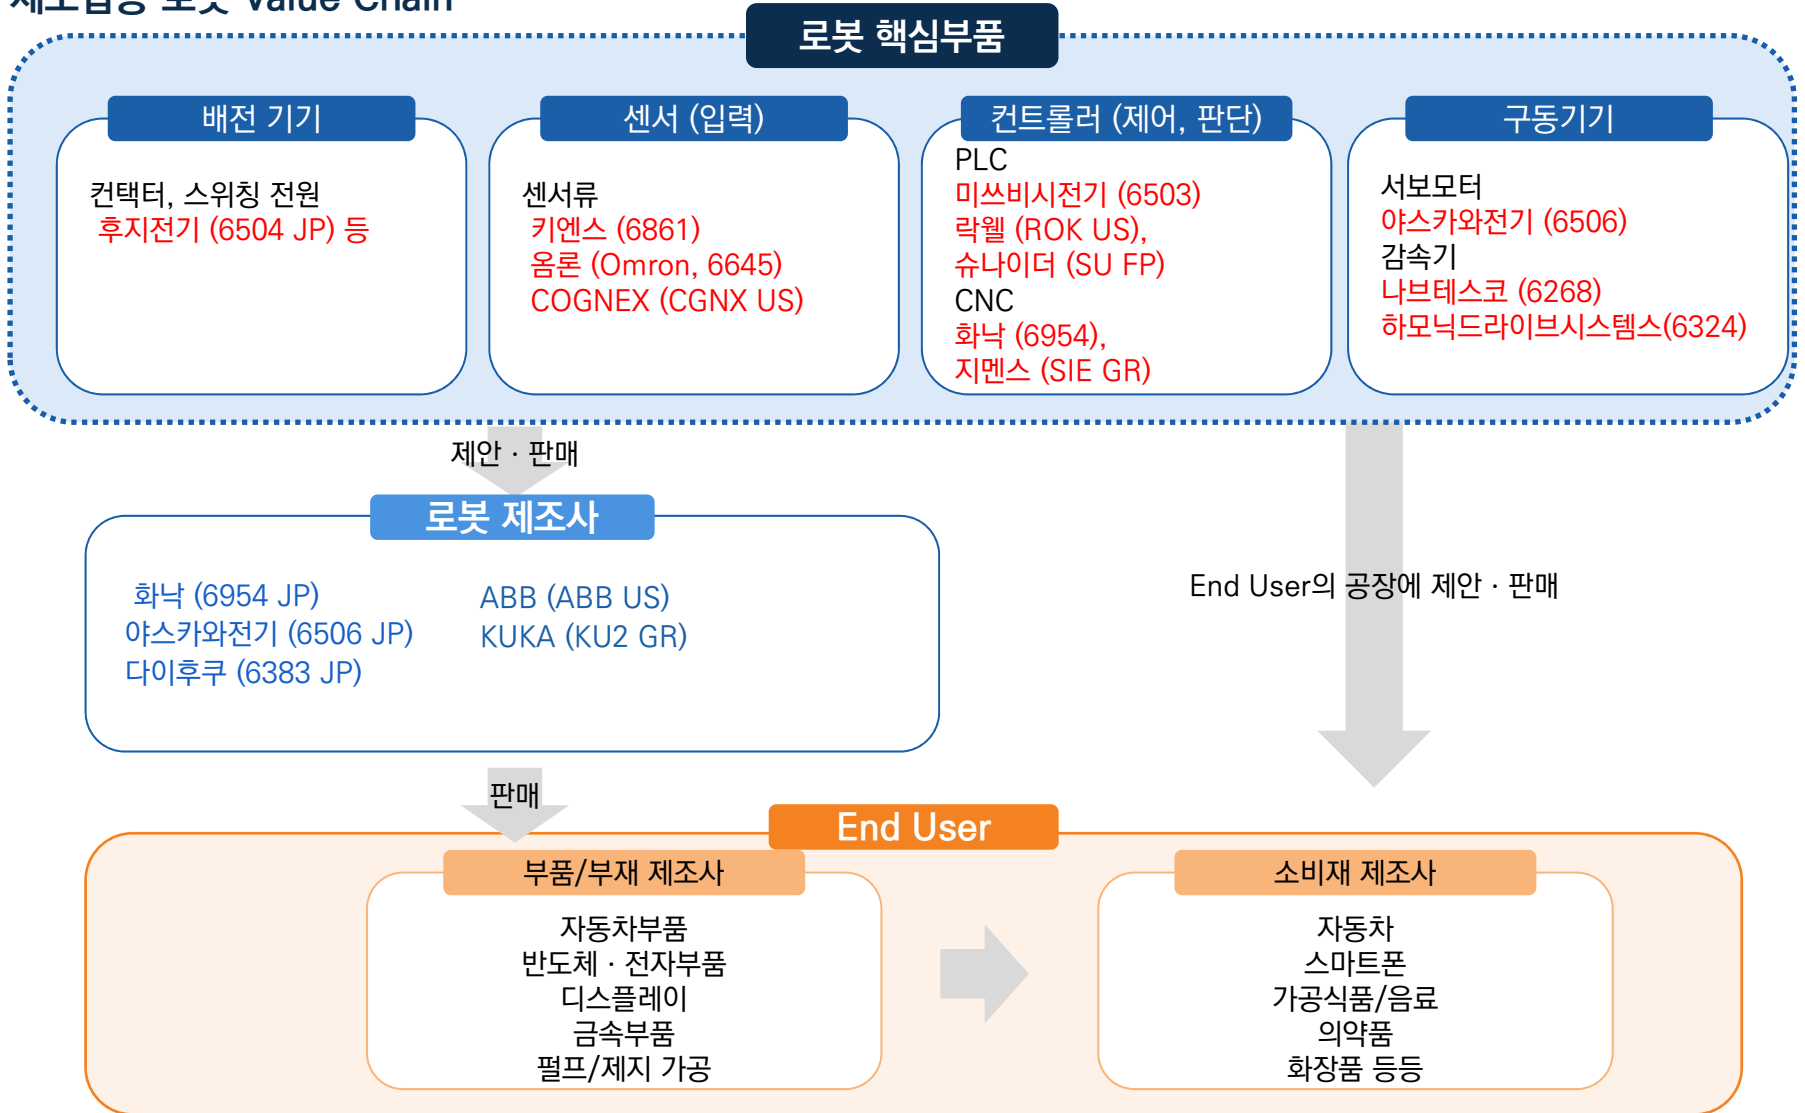 제조업용 로봇 Value Chain
로봇 핵심부품
배전 기기
컨택터, 스위칭 전원
후지전기 (6504 JP) 등
센서 (입력)
센서류
키엔스 (6861)
옴론 (Omron, 6645)
COGNEX (CGNX US)
컨트롤러 (제어, 판단)
PLC
미쓰비시전기 (6503)
락웰 (ROK US),
슈나이더 (SU FP)
CNC
화낙 (6954),
지멘스 (SIE GR)
구동기기
서보모터
야스카와전기 (6506)
감속기
나브테스코 (6268)
하모닉드라이브시스템스(6324)
제안 · 판매
로봇 제조사
화낙 (6954 JP)
야스카와전기 (6506 JP)
다이후쿠 (6383 JP)
ABB (ABB US)
KUKA (KU2 GR)
End User의 공장에 제안 · 판매
판매
End User
부품/부재 제조사
자동차부품
반도체 · 전자부품
디스플레이
금속부품
펄프/제지 가공
소비재 제조사
자동차
스마트폰
가공식품/음료
의약품
화장품 등등